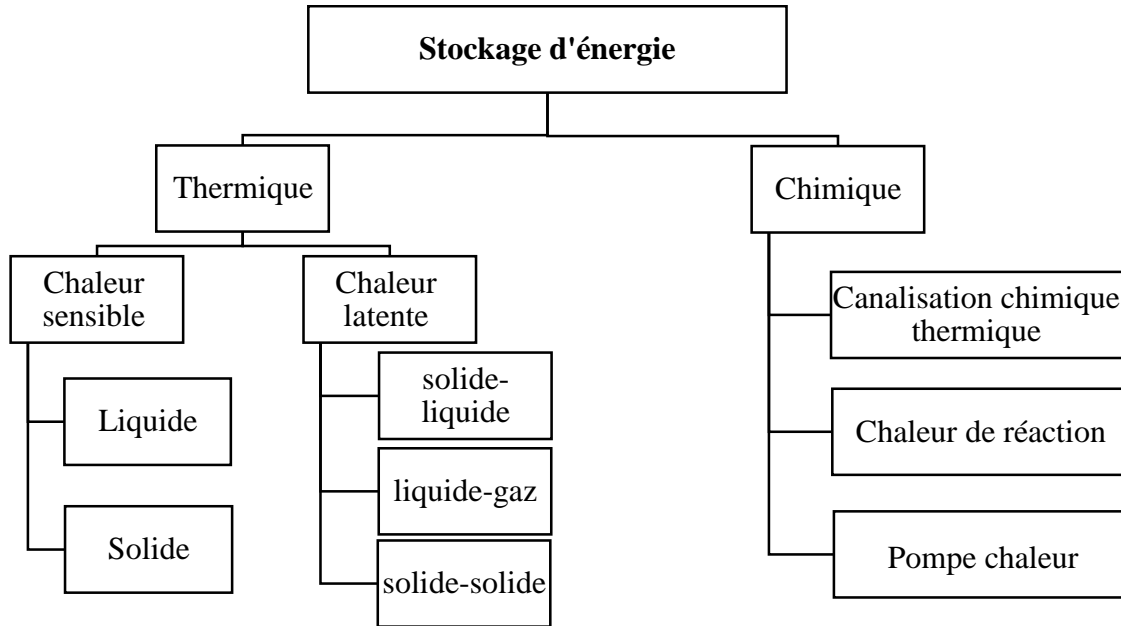 Stockage d'énergie
Thermique
Chimique
Chaleur
sensible
Chaleur
latente
Liquide
Solide
solide-
liquide
liquide-gaz
solide-solide
Canalisation chimique
thermique
Chaleur de réaction
Pompe chaleur